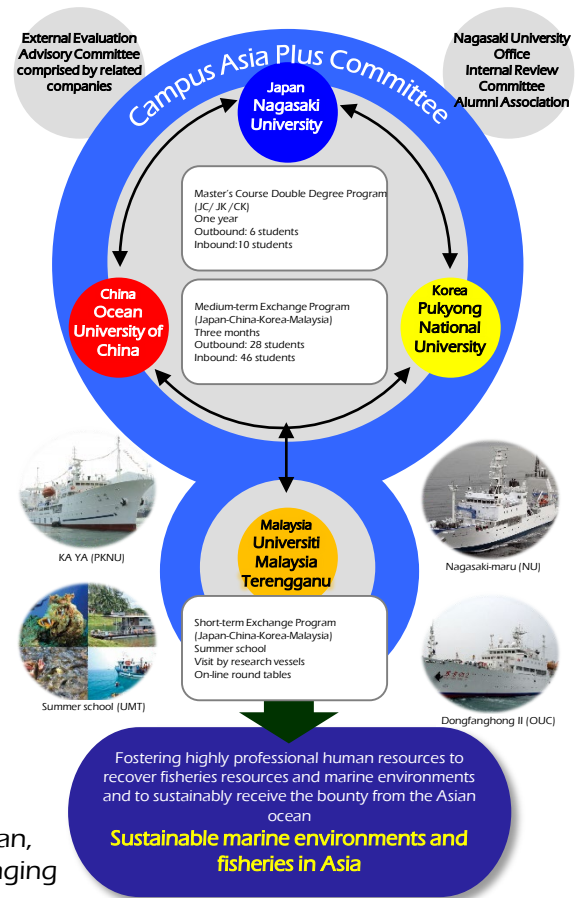 External Evaluation
Advisory Committee
comprised by related
companies
Nagasaki University
Office
Internal Review
Committee
Alumni Association
Campus Asia Plus Committee
Japan
Nagasaki
University
Master's Course Double Degree Program
(JC/ JK /CK)
One year
Outbound: 6 students
Inbound:10 students
China
Ocean
University of
China
Medium-term Exchange Program
(Japan-China-Korea-Malaysia)
Three months
Outbound: 28 students
Inbound: 46 students
Korea
Pukyong
National
University
KA YA (PKNU)
Malaysia
Universiti
Malaysia
Terengganu
Nagasaki-maru (NU)
Short-term Exchange Program
(Japan-China-Korea-Malaysia)
Summer school
Visit by research vessels
On-line round tables
Summer school (UMT)
Dongfanghong II (OUC)
Fostering highly professional human resources to
recover fisheries resources and marine environments
and to sustainably receive the bounty from the Asian
ocean
Sustainable marine environments and
fisheries in Asia